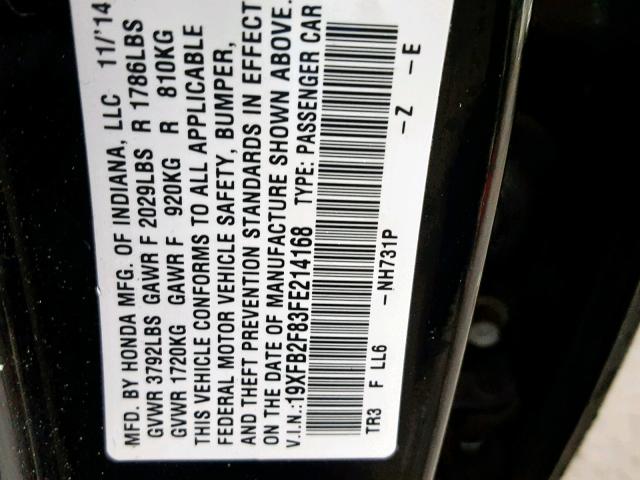 MFD. BY HONDA MFG. OF INDIANA, LLC 11/'14
GVWR 3792LBS GAWR F 2029LBS R 1786LBS
GVWR 1720KG GAWR F 920KG R 810KG
THIS VEHICLE CONFORMS TO ALL APPLICABLE
FEDERAL MOTOR VEHICLE SAFETY, BUMPER,
AND THEFT PREVENTION STANDARDS IN EFFECT
ON THE DATE OF MANUFACTURE SHOWN ABOVE.
V.I.N.:19XFB2F83FE214168 TYPE: PASSENGER CAR
TR3 F LL6 -NH731P -Z -E